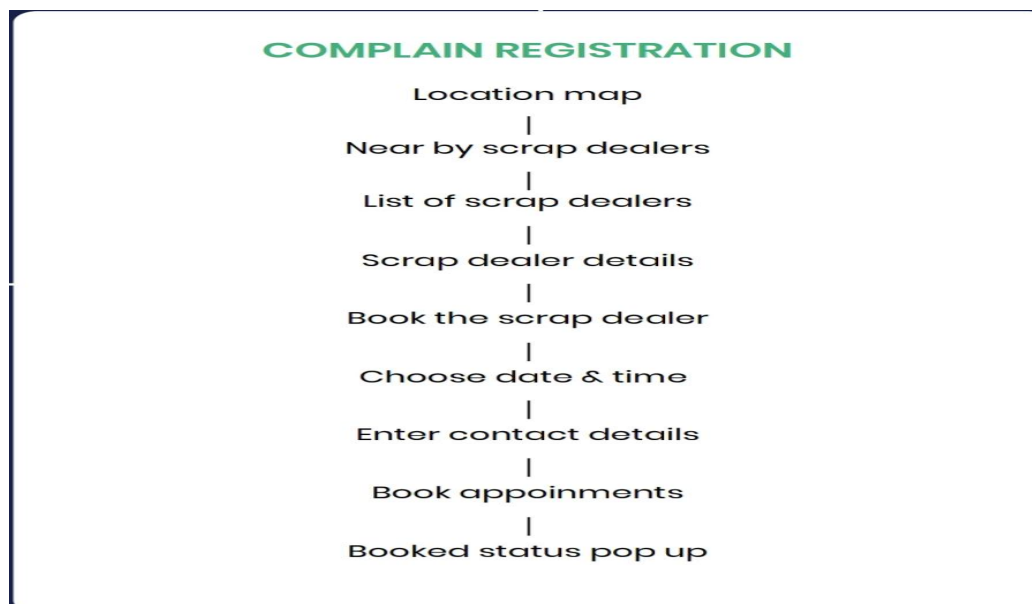 COMPLAIN REGISTRATION
Location map
|
Near by scrap dealers
|
List of scrap dealers
|
Scrap dealer details
|
Book the scrap dealer
|
Choose date & time
|
Enter contact details
|
Book appoinments
|
Booked status pop up